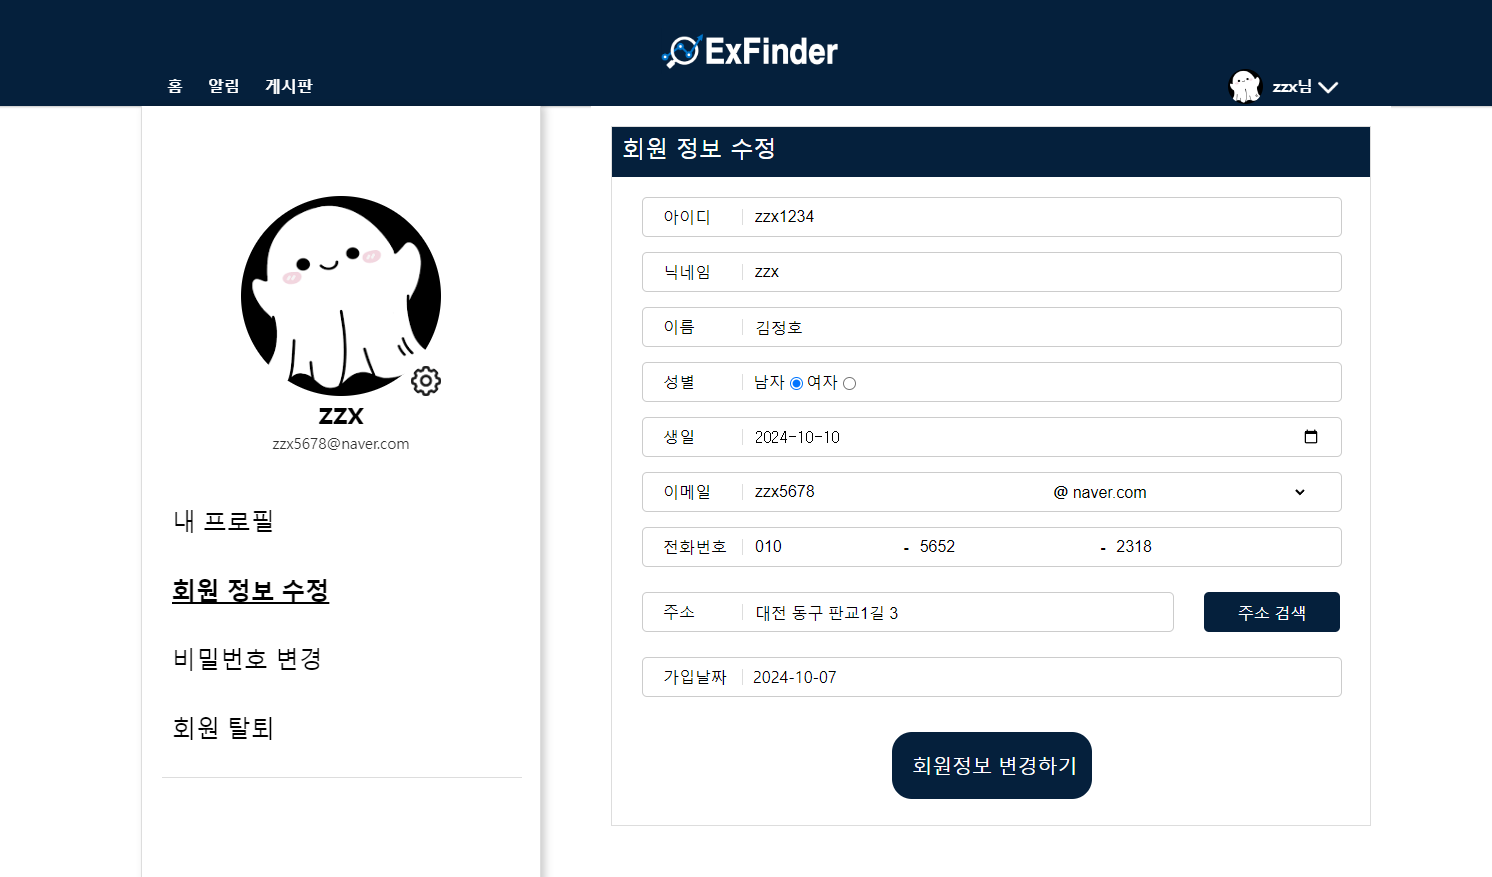 ExFinder
홈 알림 게시판
zzx님
zzx
zzx5678@naver.com
내 프로필
회원 정보 수정
비밀번호 변경
회원 탈퇴
회원 정보 수정
아이디 zzx1234
닉네임 zzx
이름 김정호
성별 남자 여자
생일 2024-10-10
이메일 zzx5678 @ naver.com
전화번호 010 - 5652 - 2318
주소 대전 동구 판교1길 3 주소 검색
가입날짜 2024-10-07
회원정보 변경하기